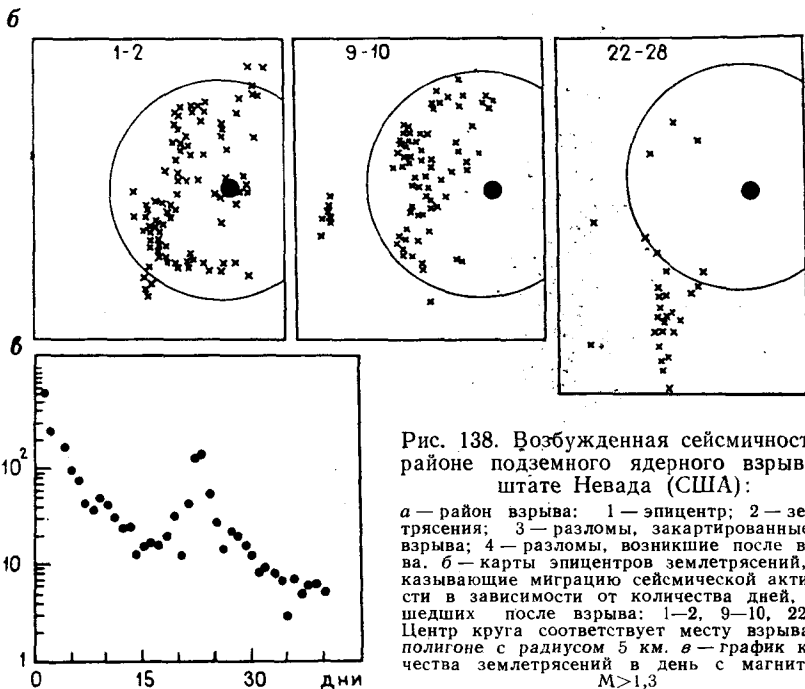 б
1-2
9-10
22-28
в
10²
10
1
0
15
30
дни
Рис. 138. Возбужденная сейсмичност
районе подземного ядерного взрыв
штате Невада (США):
а — район взрыва: 1 — эпицентр; 2 — зе
трясения; 3 — разломы, закартированные
взрыва; 4 — разломы, возникшие после в
ва. б — карты эпицентров землетрясений,
казывающие миграцию сейсмической акти
сти в зависимости от количества дней,
шедших после взрыва: 1—2, 9—10, 22
Центр круга соответствует месту взрыва
полигоне с радиусом 5 км. в — график к
чества землетрясений в день с магнит
М>1,3